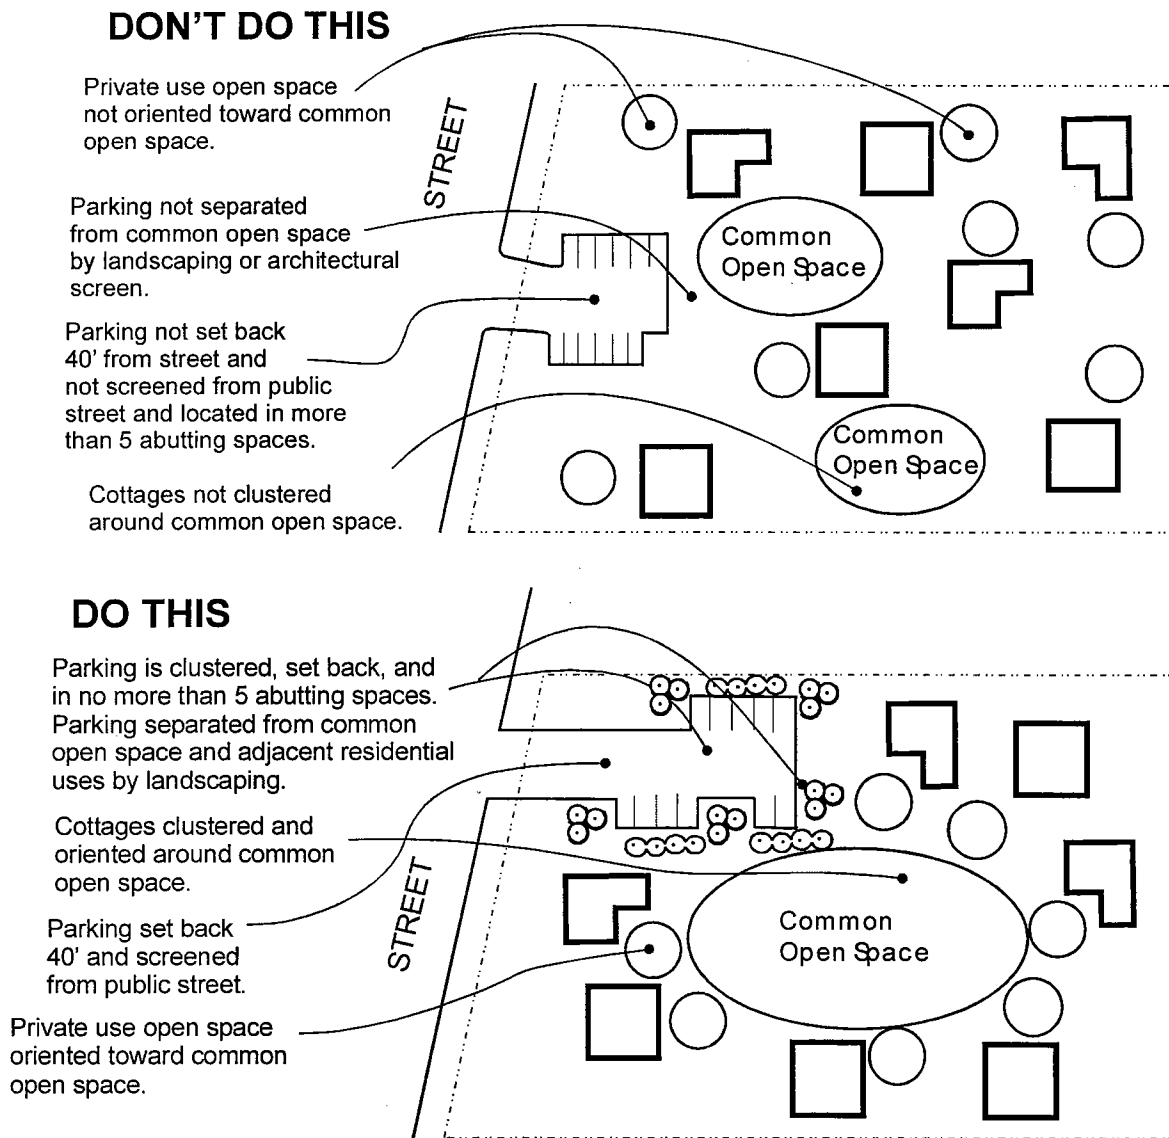 DON'T DO THIS
Private use open space
not oriented toward common
open space.
STREET
Parking not separated
from common open space
by landscaping or architectural
screen.
Common
Open Space
Parking not set back
40' from street and
not screened from public
street and located in more
than 5 abutting spaces.
Common
Open Space
Cottages not clustered
around common open space.
DO THIS
Parking is clustered, set back, and
in no more than 5 abutting spaces.
Parking separated from common
open space and adjacent residential
uses by landscaping.
Cottages clustered and
oriented around common
open space.
STREET
Common
Open Space
Parking set back
40' and screened
from public street.
Private use open space
oriented toward common
open space.